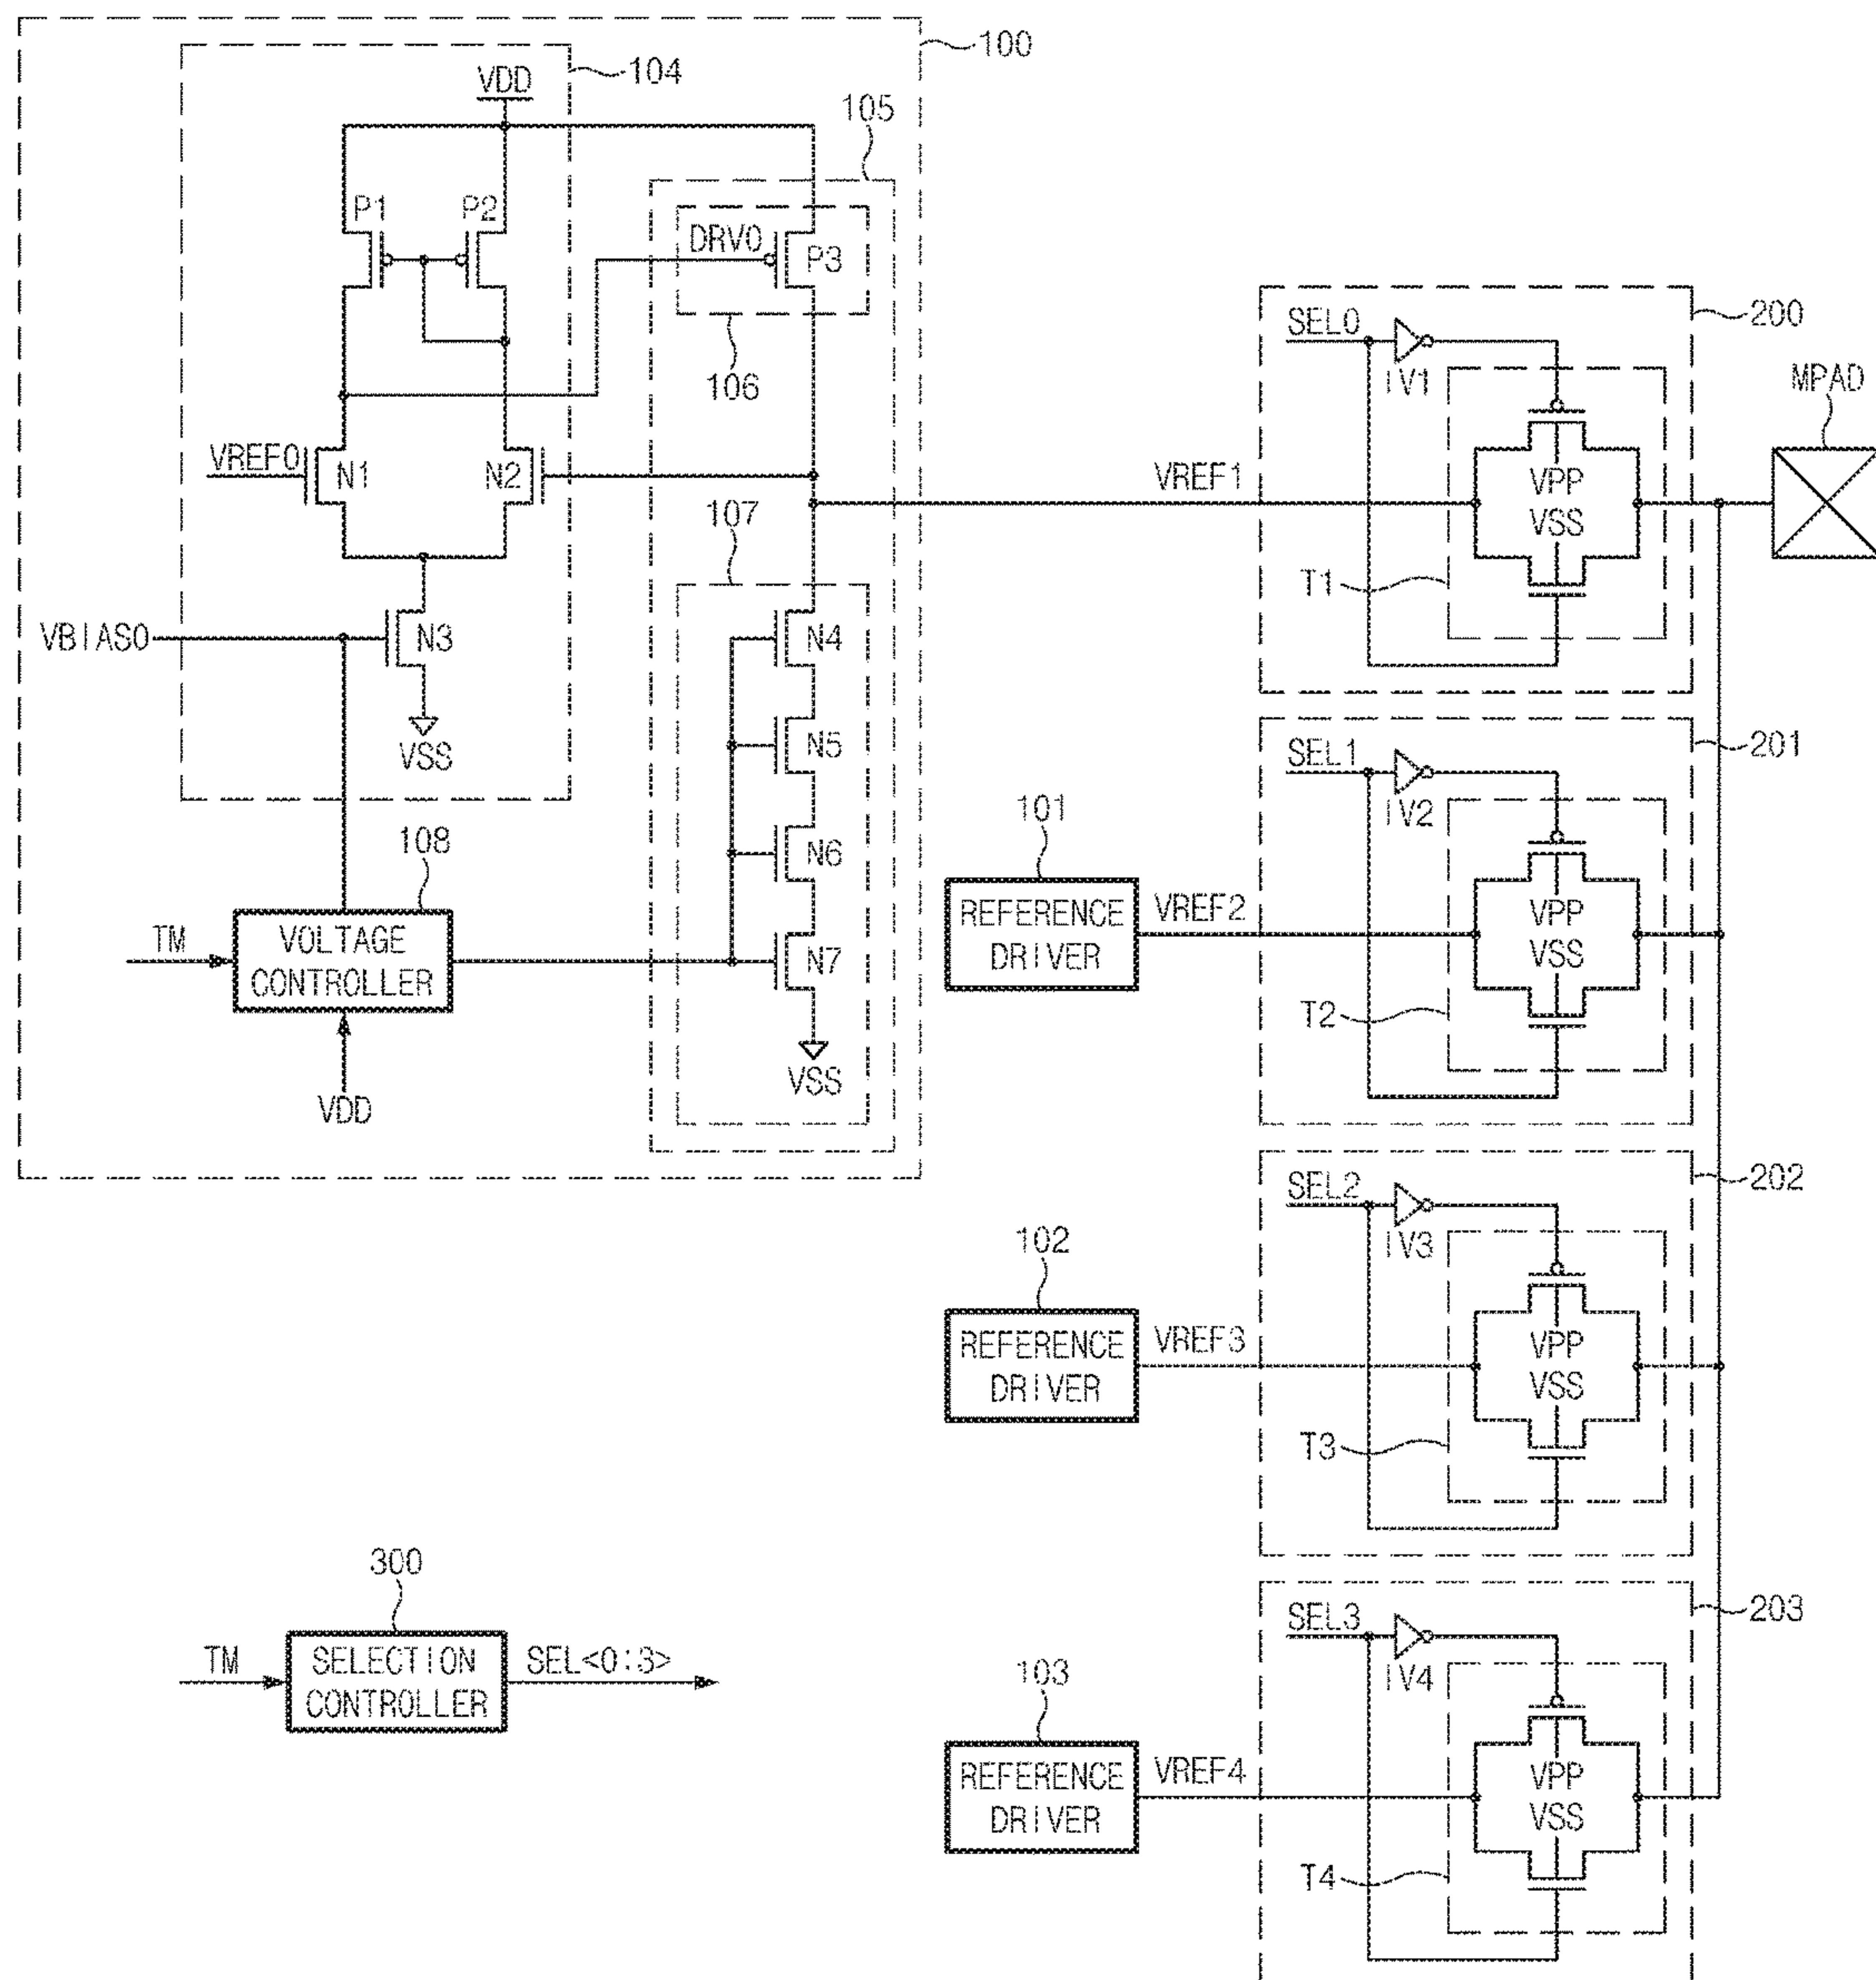 100
104
VDD
105
P1 P2
DRV0
P3
106
SEL0
IV1
200
MPAD
VREF0
N1
N2
VREF1
VPP
VSS
107
T1
VBIAS0
N3
N4
VSS
N5
SEL1
IV2
201
108
N6
101
REFERENCE
DRIVER
VREF2
VPP
VSS
TM
VOLTAGE
CONTROLLER
N7
T2
VSS
VDD
SEL2
IV3
202
102
REFERENCE
DRIVER
VREF3
VPP
VSS
T3
300
TM
SELECTION
CONTROLLER
SEL<0:3>
SEL3
IV4
203
103
REFERENCE
DRIVER
VREF4
VPP
VSS
T4